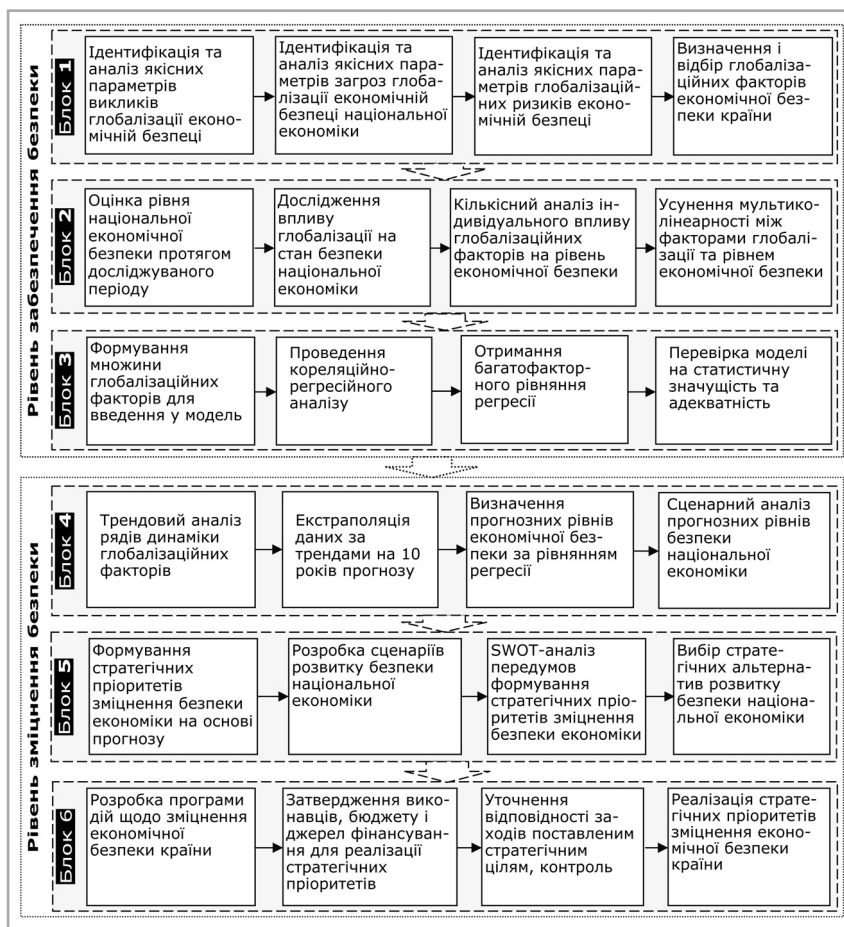 Рівень забезпечення безпеки
Блок 1
Ідентифікація та
аналіз якісних
параметрів
викликів
глобалізації еконо-
мічній безпеці
Ідентифікація та
аналіз якісних пара-
метрів загроз глоба-
лізації економічній
безпеці національної
економіки
Ідентифікація та
аналіз якісних пара-
метрів глобалізацій-
них ризиків еконо-
мічній безпеці
Визначення і
відбір глобаліза-
ційних факторів
економічної без-
пеки країни
Блок 2
Оцінка рівня
національної
економічної
безпеки протягом
досліджуваного
періоду
Дослідження
впливу
глобалізації на
стан безпеки
національної
економіки
Кількісний аналіз ін-
дивідуального впливу
глобалізаційних
факторів на рівень
економічної безпеки
Усунення мультико-
лінеарності між
факторами глобалі-
зації та рівнем
економічної безпеки
Блок 3
Формування
множини
глобалізаційних
факторів для
введення у модель
Проведення
кореляційно-
регресійного
аналізу
Отримання
багатофактор-
ного рівняння
регресії
Перевірка моделі
на статистичну
значущість та
адекватність
Рівень зміцнення безпеки
Блок 4
Трендовий аналіз
рядів динаміки
глобалізаційних
факторів
Екстраполяція
даних за
трендами на 10
років прогнозу
Визначення
прогнозних рівнів
економічної без-
пеки за рівнянням
регресії
Сценарний аналіз
прогнозних рівнів
безпеки
національної
економіки
Блок 5
Формування
стратегічних
пріоритетів
зміцнення безпеки
економіки на основі
прогнозу
Розробка сценаріїв
розвитку безпеки
національної
економіки
SWOT-аналіз
передумов
формування
стратегічних пріо-
ритетів зміцнення
безпеки економіки
Вибір страте-
гічних альтерна-
тив розвитку
безпеки націона-
льної економіки
Блок 6
Розробка програми
дій щодо зміцнення
економічної
безпеки країни
Затвердження вико-
навців, бюджету і
джерел фінансуван-
ня для реалізації
стратегічних
пріоритетів
Уточнення
відповідності за-
ходів поставленим
стратегічним
цілям, контроль
Реалізація страте-
гічних пріоритетів
зміцнення еконо-
мічної безпеки
країни